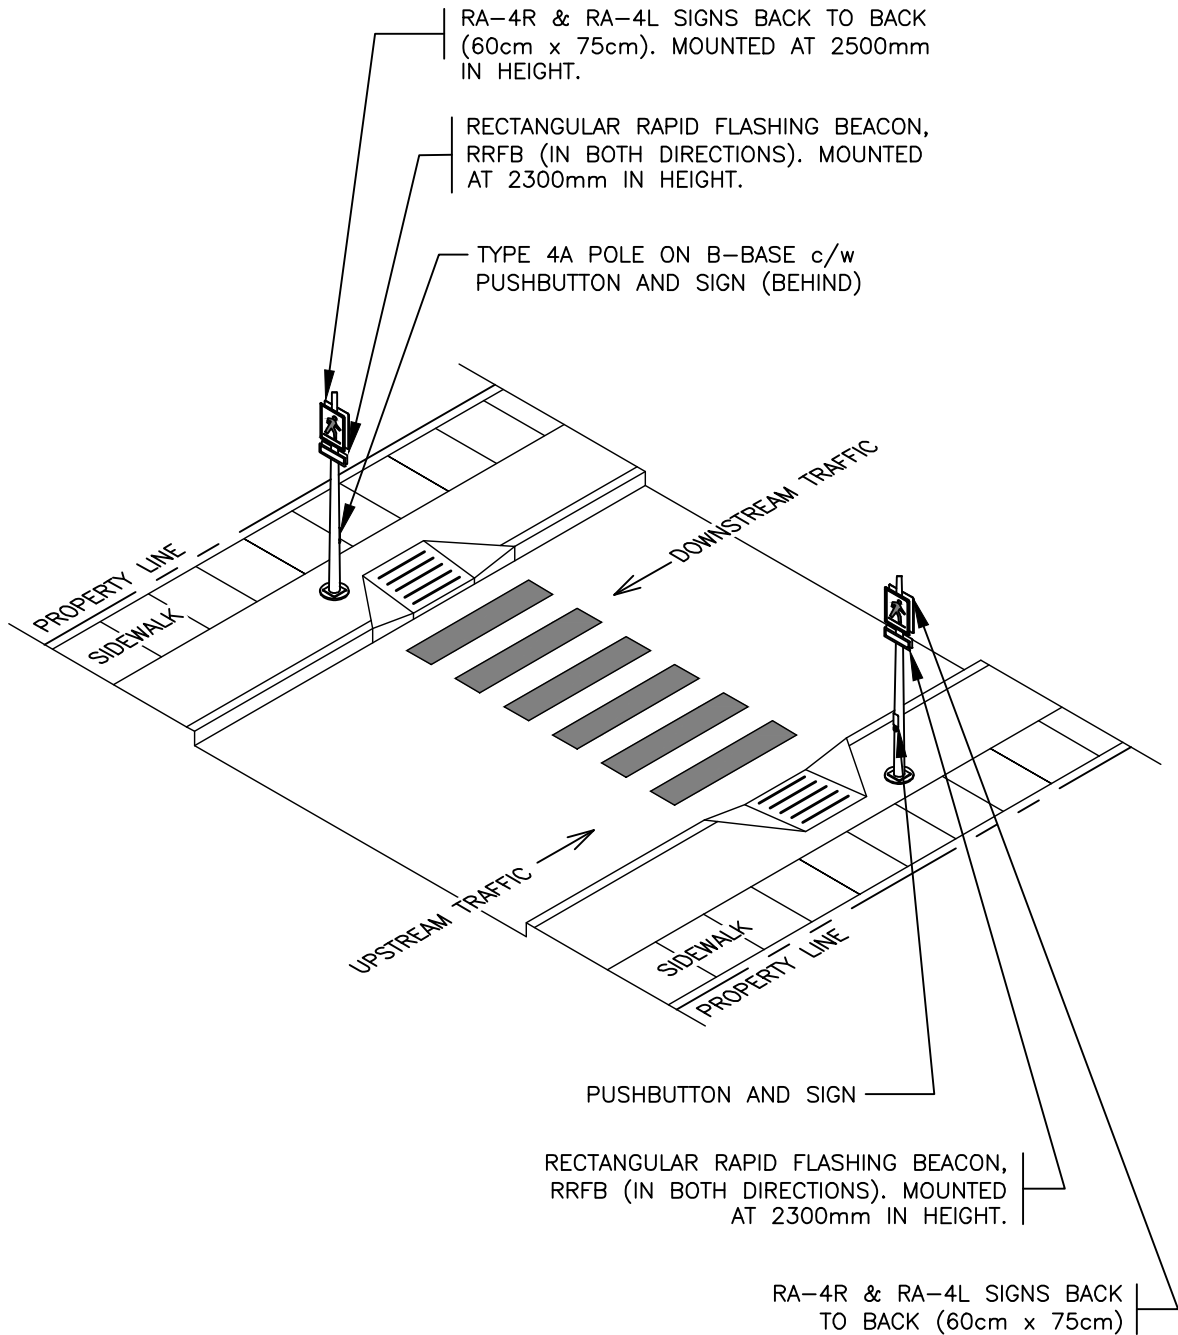 RA-4R & RA-4L SIGNS BACK TO BACK
(60cm x 75cm). MOUNTED AT 2500mm
IN HEIGHT.
RECTANGULAR RAPID FLASHING BEACON,
RRFB (IN BOTH DIRECTIONS). MOUNTED
AT 2300mm IN HEIGHT.
TYPE 4A POLE ON B-BASE c/w
PUSHBUTTON AND SIGN (BEHIND)
DOWNSTREAM TRAFFIC
PROPERTY LINE
SIDEWALK
UPSTREAM TRAFFIC
SIDEWALK
PROPERTY LINE
PUSHBUTTON AND SIGN
RECTANGULAR RAPID FLASHING BEACON,
RRFB (IN BOTH DIRECTIONS). MOUNTED
AT 2300mm IN HEIGHT.
RA-4R & RA-4L SIGNS BACK
TO BACK (60cm x 75cm)